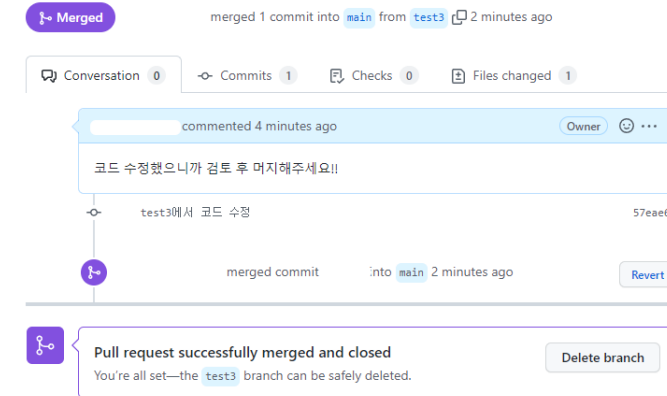 Merged merged 1 commit into main from test3 2 minutes ago
Conversation 0 Commits 1 Checks 0 Files changed 1
commented 4 minutes ago Owner
코드 수정했으니까 검토 후 머지해주세요!!
test3에서 코드 수정 57eae6
merged commit into main 2 minutes ago Revert
Pull request successfully merged and closed
You're all set—the test3 branch can be safely deleted.
Delete branch